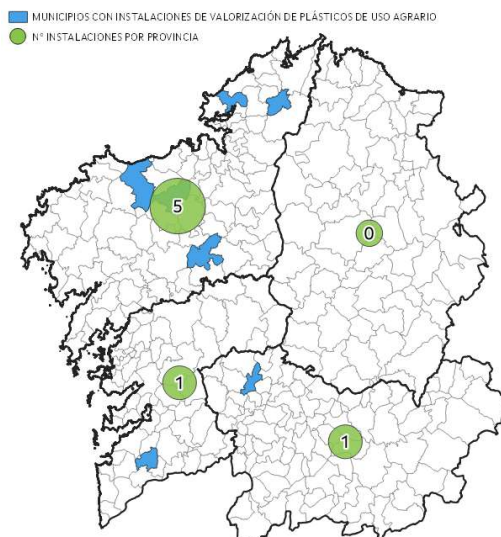 MUNICIPIOS CON INSTALACIONES DE VALORIZACIÓN DE PLÁSTICOS DE USO AGRARIO
Nº INSTALACIONES POR PROVINCIA
5
0
1
1